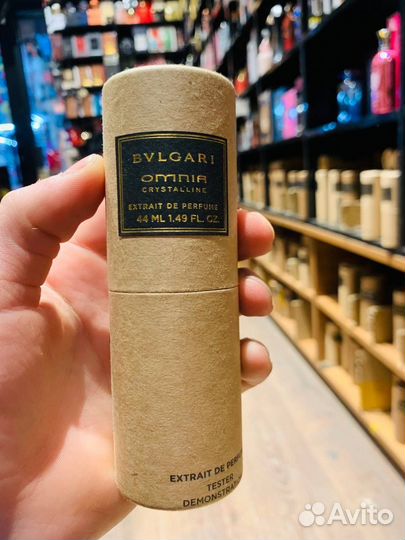 BVLGARI
OMNIA
CRYSTALLINE
EXTRAIT DE PERFUME
44 ML 1.49 FL. OZ.
EXTRAIT DE PERFU
TESTER
DEMONSTRA
Avito